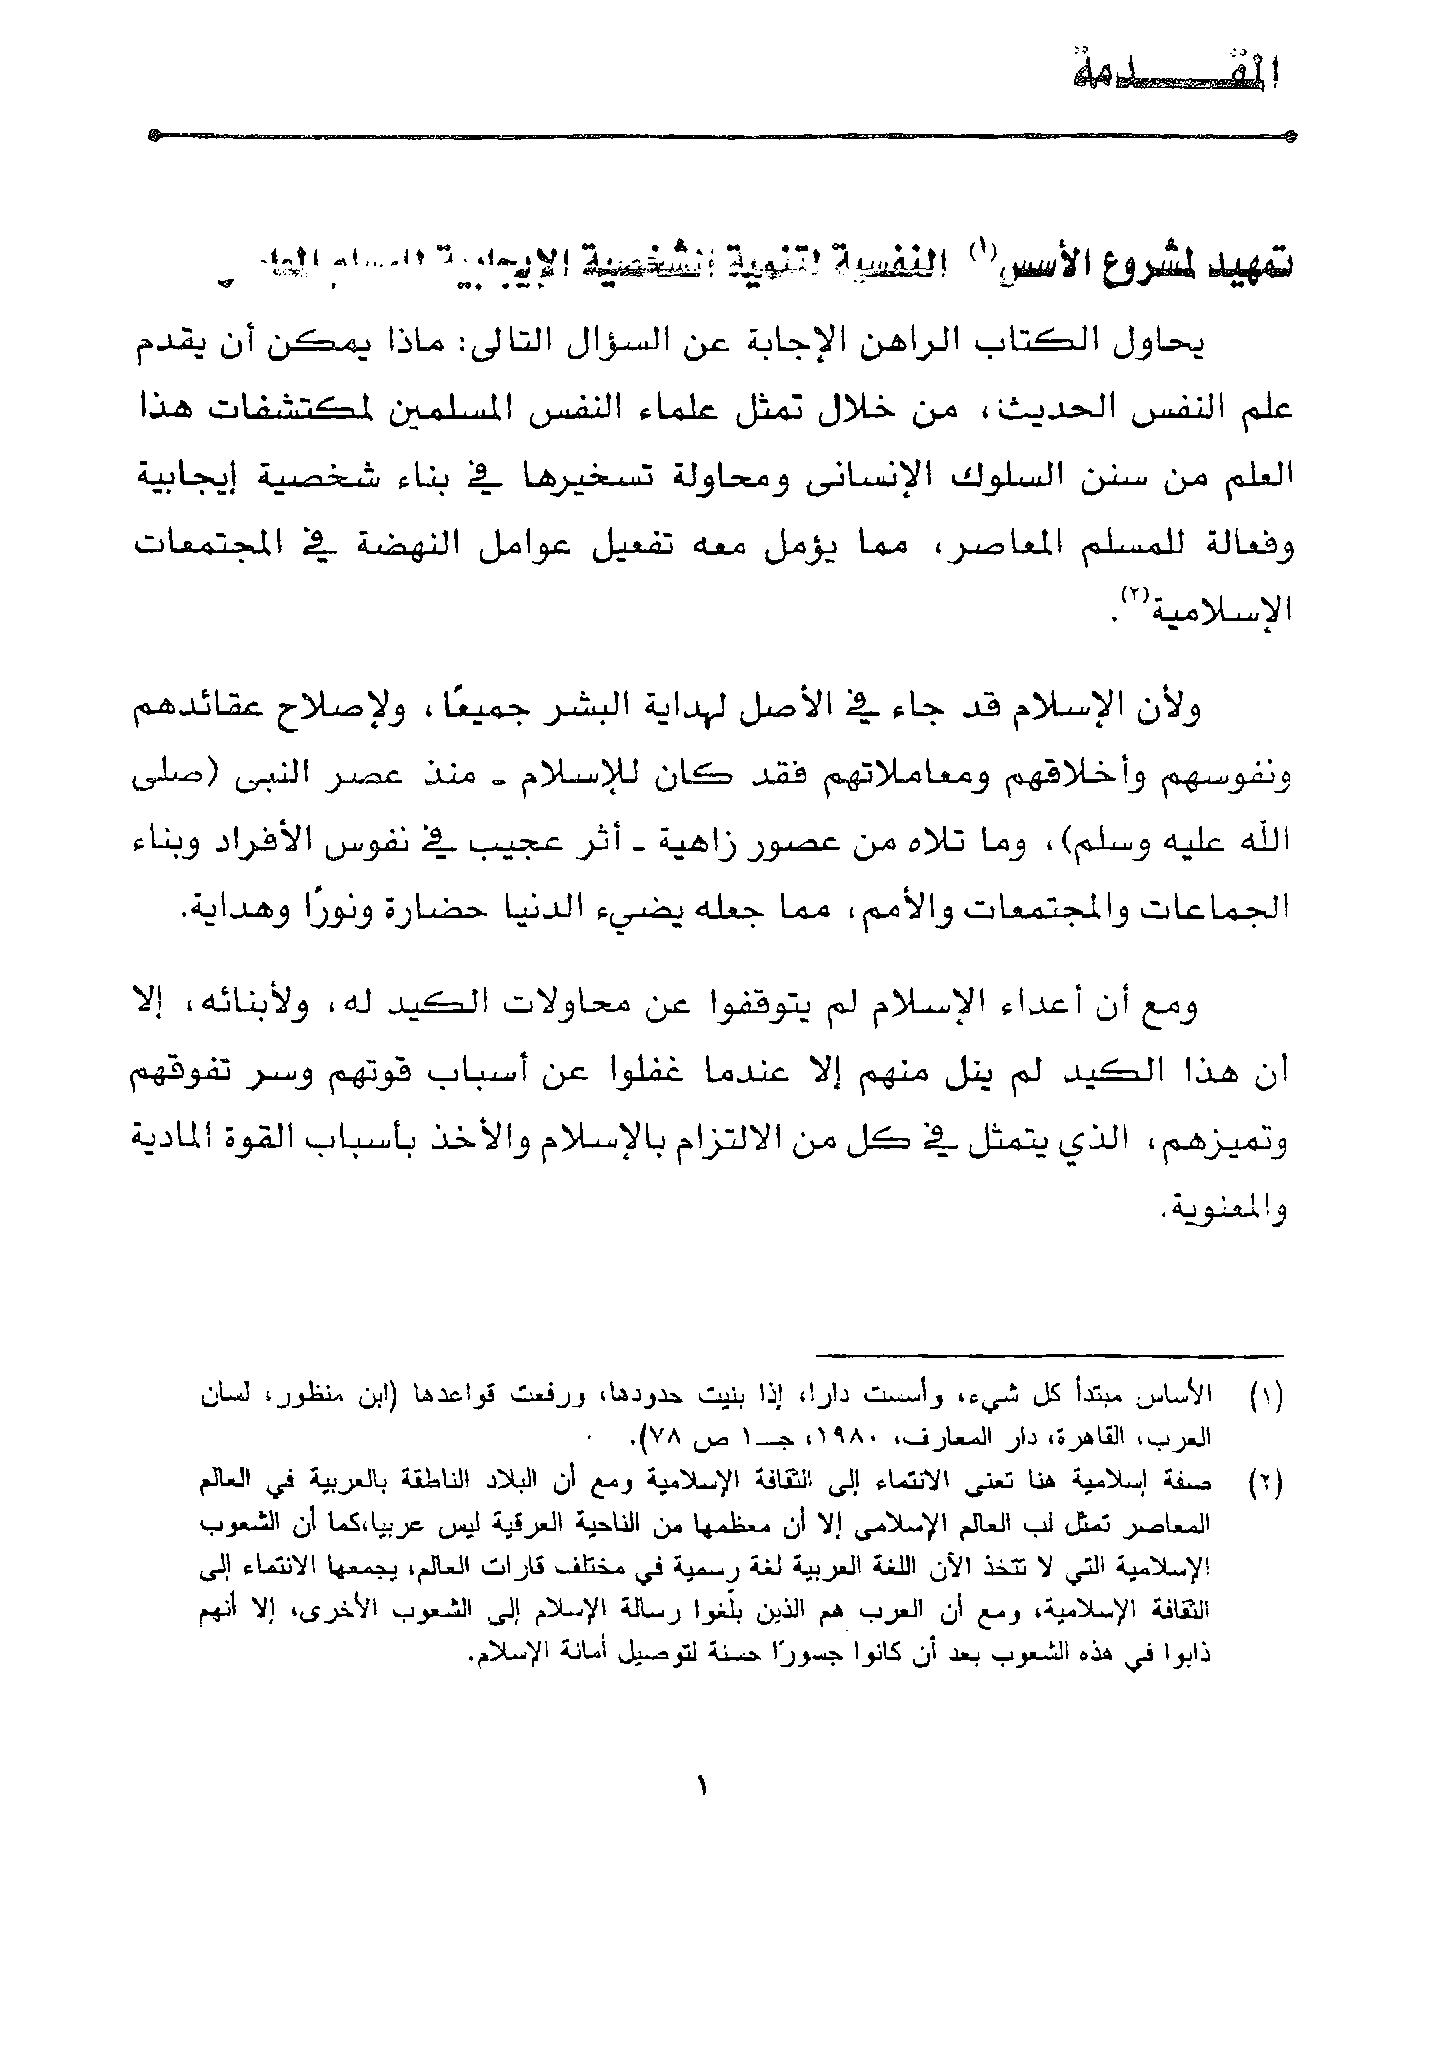 المقـــدمة
تمهيد لمشروع الأسس(١) النفسية لتنمية الشخصية الإيجابية للمسلم
يحاول الكتاب الراهن الإجابة عن السؤال التالى: ماذا يمكن أن يقدم
علم النفس الحديث، من خلال تمثل علماء النفس المسلمين لمكتشفات هذا
العلم من سنن السلوك الإنسانى ومحاولة تسخيرها في بناء شخصية إيجابية
وفعالة للمسلم المعاصر، مما يؤمل معه تفعيل عوامل النهضة في المجتمعات
الإسلامية(٢).
ولأن الإسلام قد جاء في الأصل لهداية البشر جميعًا، ولإصلاح عقائدهم
ونفوسهم وأخلاقهم ومعاملاتهم فقد كان للإسلام - منذ عصر النبى (صلى
الله عليه وسلم)، وما تلاه من عصور زاهية - أثر عجيب في نفوس الأفراد وبناء
الجماعات والمجتمعات والأمم، مما جعله يضيء الدنيا حضارة ونورًا وهداية.
ومع أن أعداء الإسلام لم يتوقفوا عن محاولات الكيد له، ولأبنائه، إلا
أن هذا الكيد لم ينل منهم إلا عندما غفلوا عن أسباب قوتهم وسر تفوقهم
وتميزهم، الذي يتمثل في كل من الالتزام بالإسلام والأخذ بأسباب القوة المادية
والمعنوية.
(١) الأساس مبتدأ كل شيء، وأسست دارا، إذا بنيت حدودها، ورفعت قواعدها (ابن منظور، لسان
العرب، القاهرة، دار المعارف، ١٩٨٠، جـ١ ص ٧٨).
(٢) صفة إسلامية هنا تعنى الانتماء إلى الثقافة الإسلامية ومع أن البلاد الناطقة بالعربية في العالم
المعاصر تمثل لب العالم الإسلامى إلا أن معظمها من الناحية العرقية ليس عربيا،كما أن الشعوب
الإسلامية التي لا تتخذ الأن اللغة العربية لغة رسمية في مختلف قارات العالم، يجمعها الانتماء إلى
الثقافة الإسلامية، ومع أن العرب هم الذين بلّغوا رسالة الإسلام إلى الشعوب الأخرى، إلا أنهم
ذابوا في هذه الشعوب بعد أن كانوا جسورًا حسنة لتوصيل أمانة الإسلام.
١